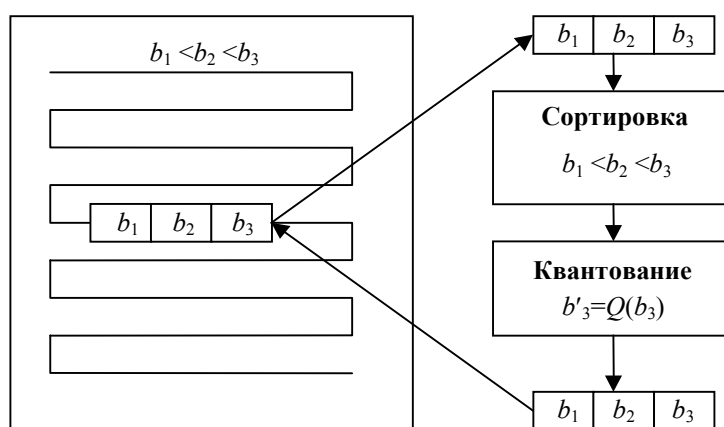 b₁ <b₂ <b₃
b₁ b₂ b₃
b₁ b₂ b₃
Сортировка
b₁ <b₂ <b₃
Квантование
b′₃=Q(b₃)
b₁ b₂ b₃